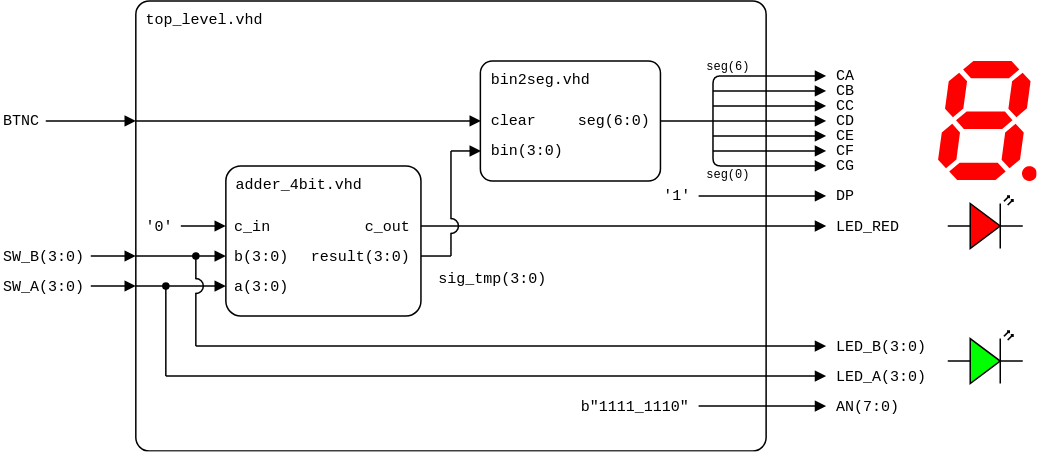 top_level.vhd
seg(6)
bin2seg.vhd
CA
CB
CC
BTNC
clear seg(6:0)
CD
CE
bin(3:0)
CF
CG
seg(0)
adder_4bit.vhd
'1' DP
'0' c_in c_out
LED_RED
SW_B(3:0) b(3:0) result(3:0)
sig_tmp(3:0)
SW_A(3:0) a(3:0)
LED_B(3:0)
LED_A(3:0)
b"1111_1110" AN(7:0)